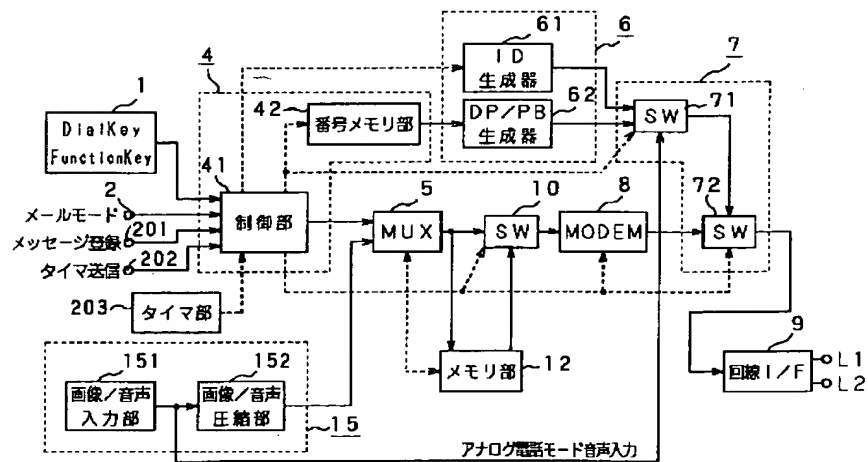 61
6
ID
生成器
7
4
1
42
62
71
DialKey
FunctionKey
番号メモリ部
DP/PB
生成器
SW
41
2
5
10
8
72
メールモード
制御部
MUX
SW
MODEM
SW
メッセージ登録
201
タイマ送信
202
203
タイマ部
9
151
152
12
L1
画像/音声
入力部
画像/音声
圧縮部
メモリ部
回線I/F
L2
15
アナログ電話モード音声入力